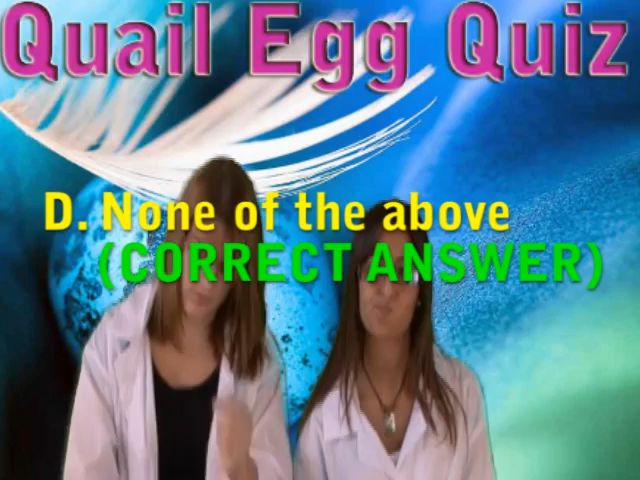 Quail Egg Quiz
D. None of the above
(CORRECT ANSWER)